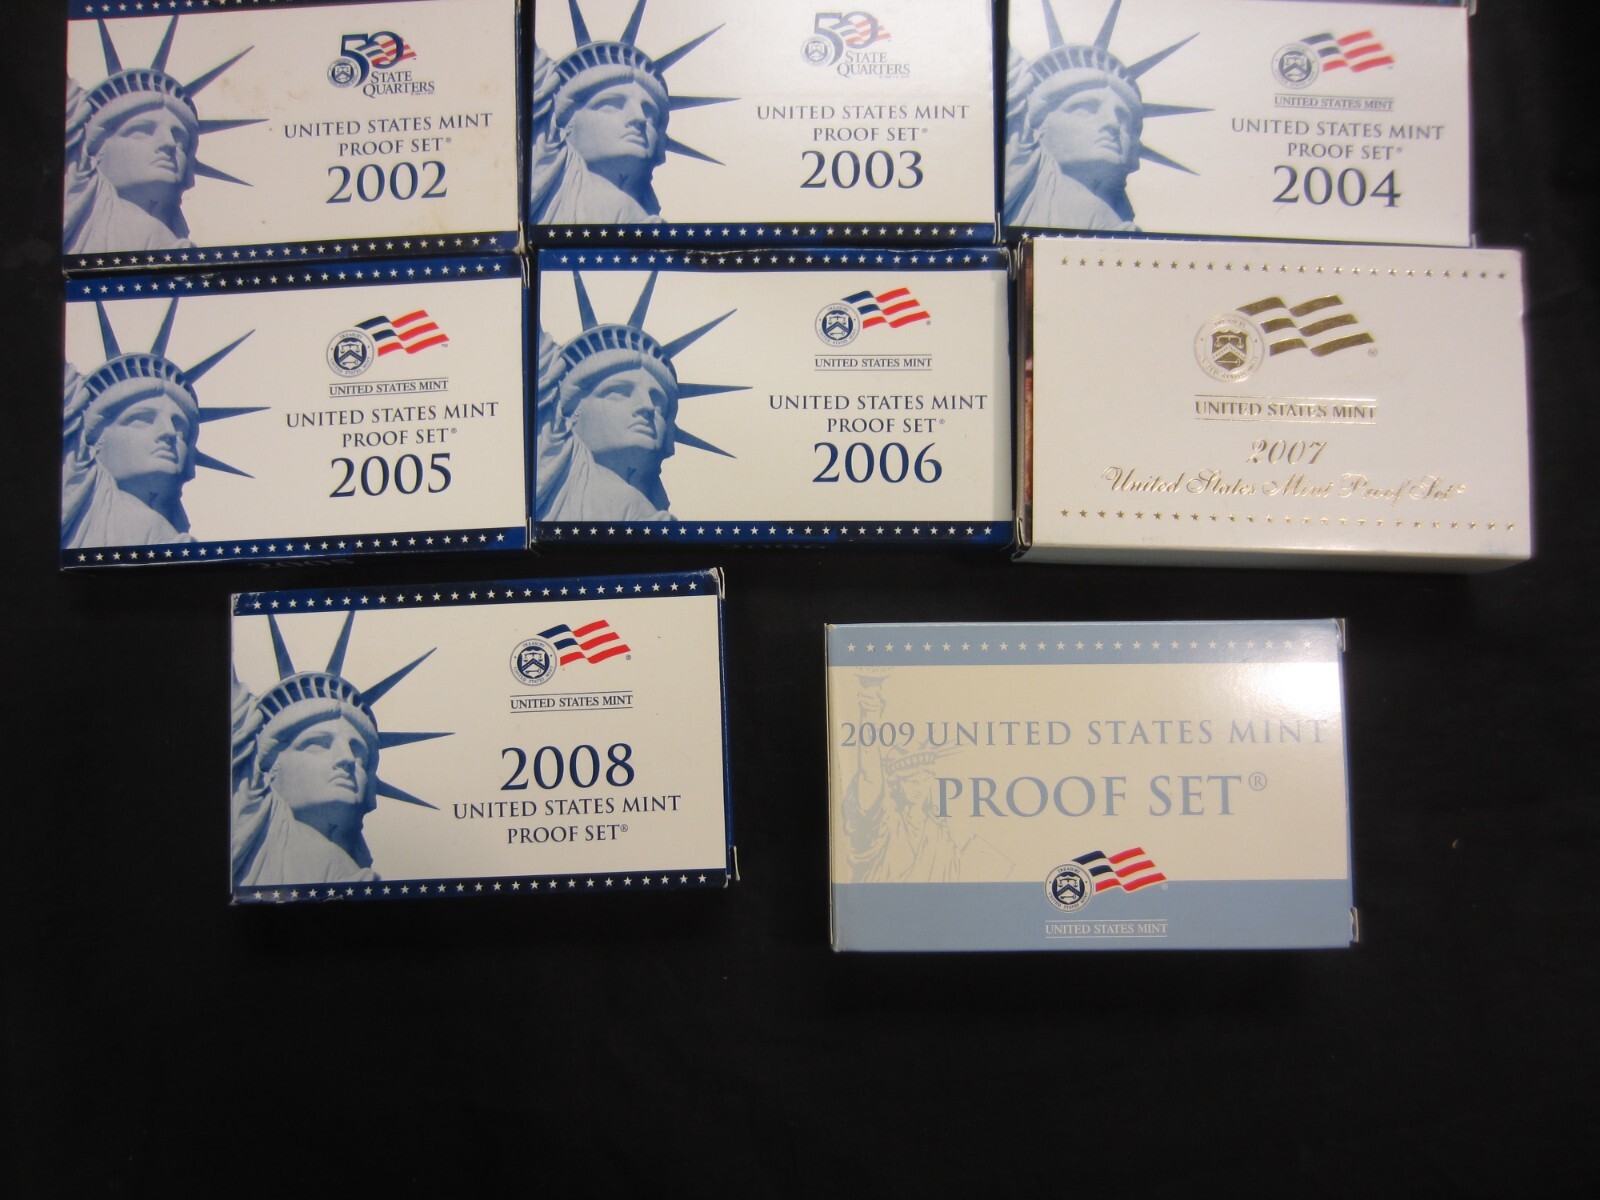 50
STATE
QUARTERS
UNITED STATES MINT
PROOF SET®
2002
50
STATE
QUARTERS
UNITED STATES MINT
PROOF SET®
2003
UNITED STATES MINT
UNITED STATES MINT
PROOF SET®
2004
UNITED STATES MINT
UNITED STATES MINT
PROOF SET®
2005
UNITED STATES MINT
UNITED STATES MINT
PROOF SET®
2006
UNITED STATES MINT
2007
United States Mint Proof Set®
UNITED STATES MINT
2008
UNITED STATES MINT
PROOF SET®
2009 UNITED STATES MINT
PROOF SET®
UNITED STATES MINT